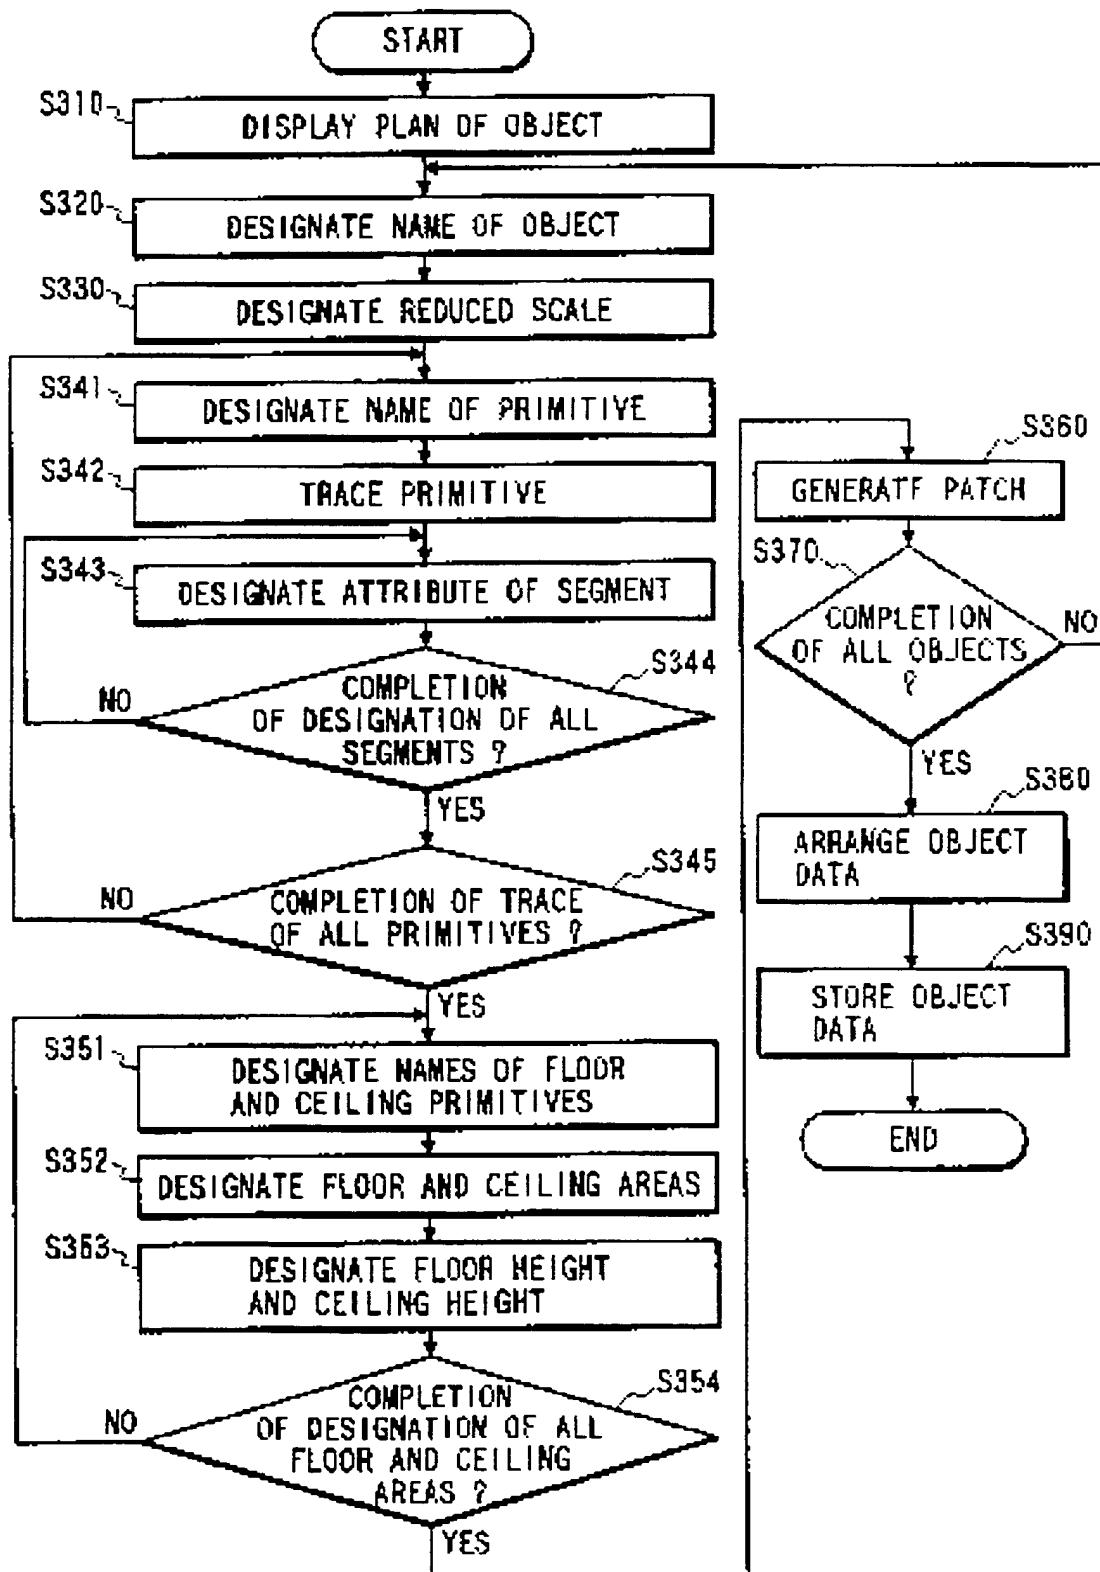 START
S310
DISPLAY PLAN OF OBJECT
S320
DESIGNATE NAME OF OBJECT
S330
DESIGNATE REDUCED SCALE
S341
DESIGNATE NAME OF PRIMITIVE
S342
TRACE PRIMITIVE
S343
DESIGNATE ATTRIBUTE OF SEGMENT
S344
COMPLETION
OF DESIGNATION OF ALL
SEGMENTS ?
NO
YES
S345
COMPLETION OF TRACE
OF ALL PRIMITIVES ?
NO
YES
S351
DESIGNATE NAMES OF FLOOR
AND CEILING PRIMITIVES
S352
DESIGNATE FLOOR AND CEILING AREAS
S353
DESIGNATE FLOOR HEIGHT
AND CEILING HEIGHT
S354
COMPLETION
OF DESIGNATION OF ALL
FLOOR AND CEILING
AREAS ?
NO
YES
S360
GENERATE PATCH
S370
COMPLETION
OF ALL OBJECTS
?
NO
YES
S380
ARRANGE OBJECT
DATA
S390
STORE OBJECT
DATA
END